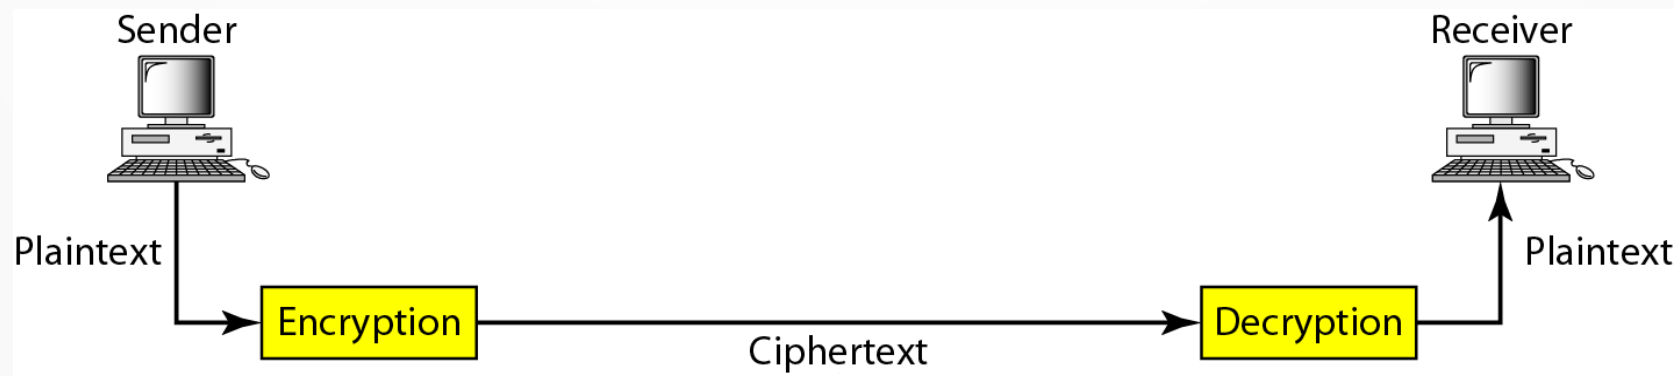 Sender
Receiver
Plaintext
Plaintext
Encryption
Decryption
Ciphertext